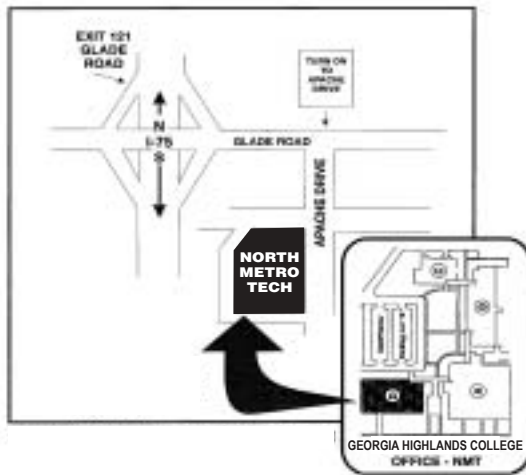 EXIT 121
GLADE
ROAD
TURN ON
TO
APACHE
DRIVE
N
I-75
S
GLADE ROAD
APACHE DRIVE
NORTH
METRO
TECH
GEORGIA HIGHLANDS COLLEGE
OFFICE - NMT